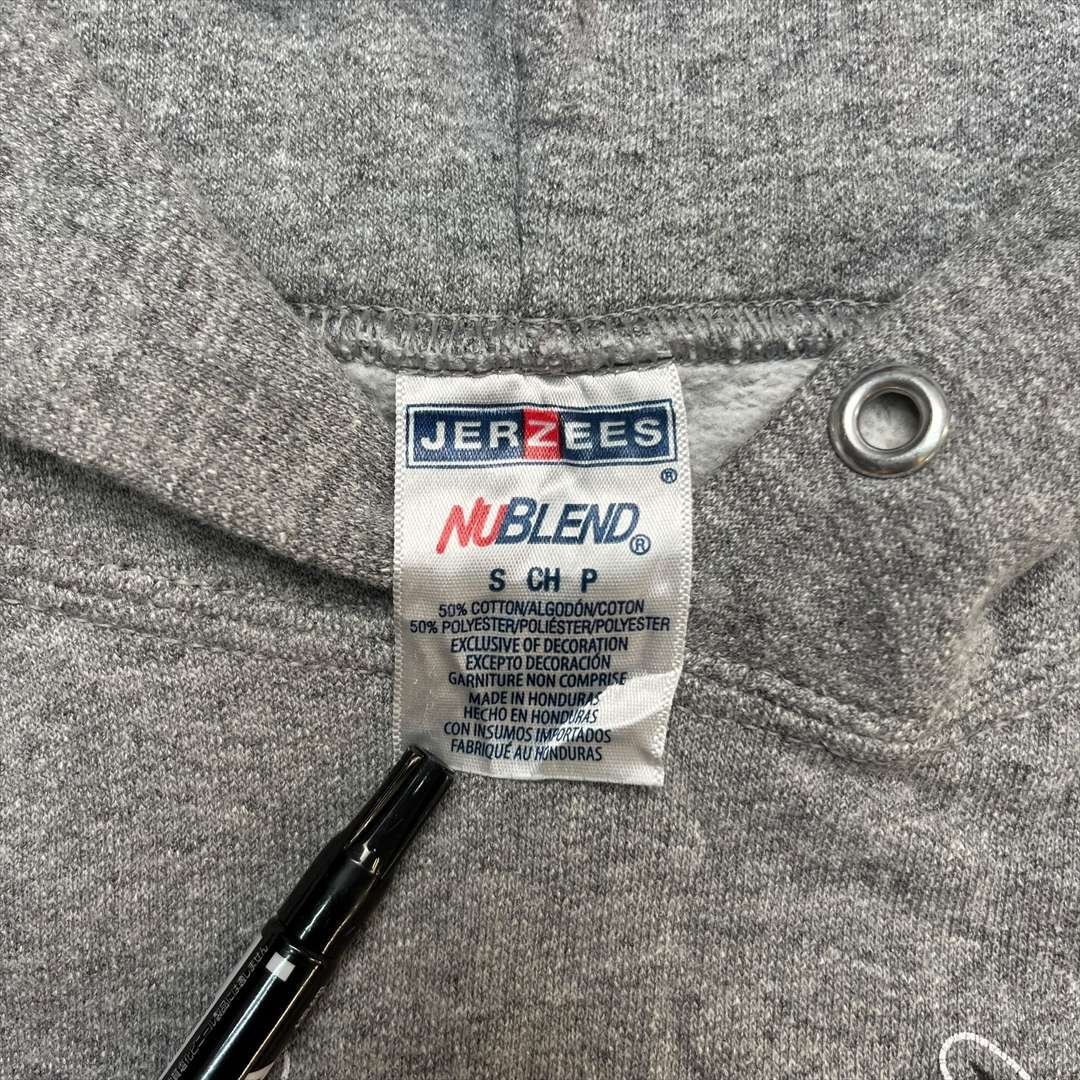 JERZEES
®
NUBLEND®
S CH P
50% COTTON/ALGODÓN/COTON
50% POLYESTER/POLIÉSTER/POLYESTER
EXCLUSIVE OF DECORATION
EXCEPTO DECORACIÓN
GARNITURE NON COMPRISE
MADE IN HONDURAS
HECHO EN HONDURAS
CON INSUMOS IMPORTADOS
FABRIQUÉ AU HONDURAS